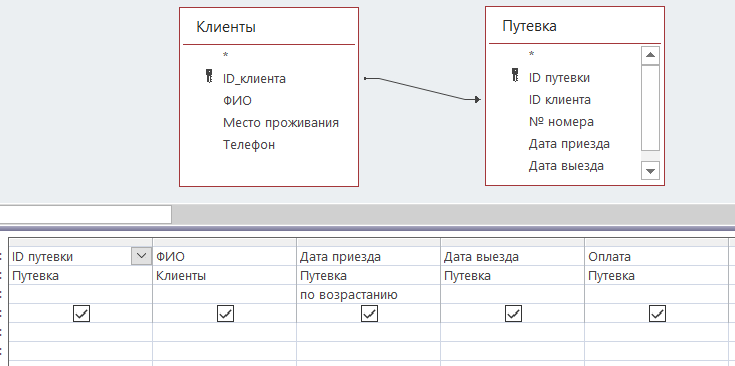 Клиенты
*
ID_клиента
ФИО
Место проживания
Телефон
Путевка
*
ID путевки
ID клиента
№ номера
Дата приезда
Дата выезда
ID путевки ФИО Дата приезда Дата выезда Оплата
Путевка Клиенты Путевка Путевка Путевка
по возрастанию